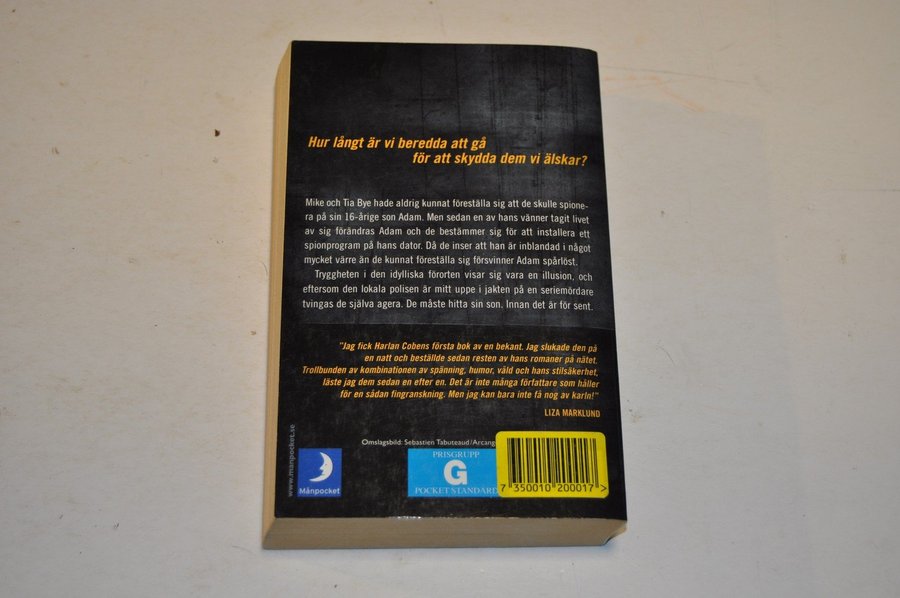 Hur långt är vi beredda att gå
för att skydda dem vi älskar?
Mike och Tia Bye hade aldrig kunnat föreställa sig att de skulle spione-
ra på sin 16-årige son Adam. Men sedan en av hans vänner tagit livet
av sig förändras Adam och de bestämmer sig för att installera ett
spionprogram på hans dator. Då de inser att han är inblandad i något
mycket värre än de kunnat föreställa sig försvinner Adam spårlöst.
Tryggheten i den idylliska förorten visar sig vara en illusion, och
eftersom den lokala polisen är mitt uppe i jakten på en seriemördare
tvingas de själva agera. De måste hitta sin son. Innan det är för sent.
"Jag fick Harlan Cobens första bok av en bekant. Jag slukade den på
en natt och beställde sedan resten av hans romaner på nätet.
Trollbunden av kombinationen av spänning, humor, våld och hans stilsäkerhet,
läste jag dem sedan en efter en. Det är inte många författare som håller
för en sådan fingranskning. Men jag kan bara inte få nog av karln!"
LIZA MARKLUND
Omslagsbild: Sebastien Tabuteaud/Arcang
www.manpocket.se
Månpocket
PRISGRUPP
G
POCKET STANDARD
7 350010 200017 >